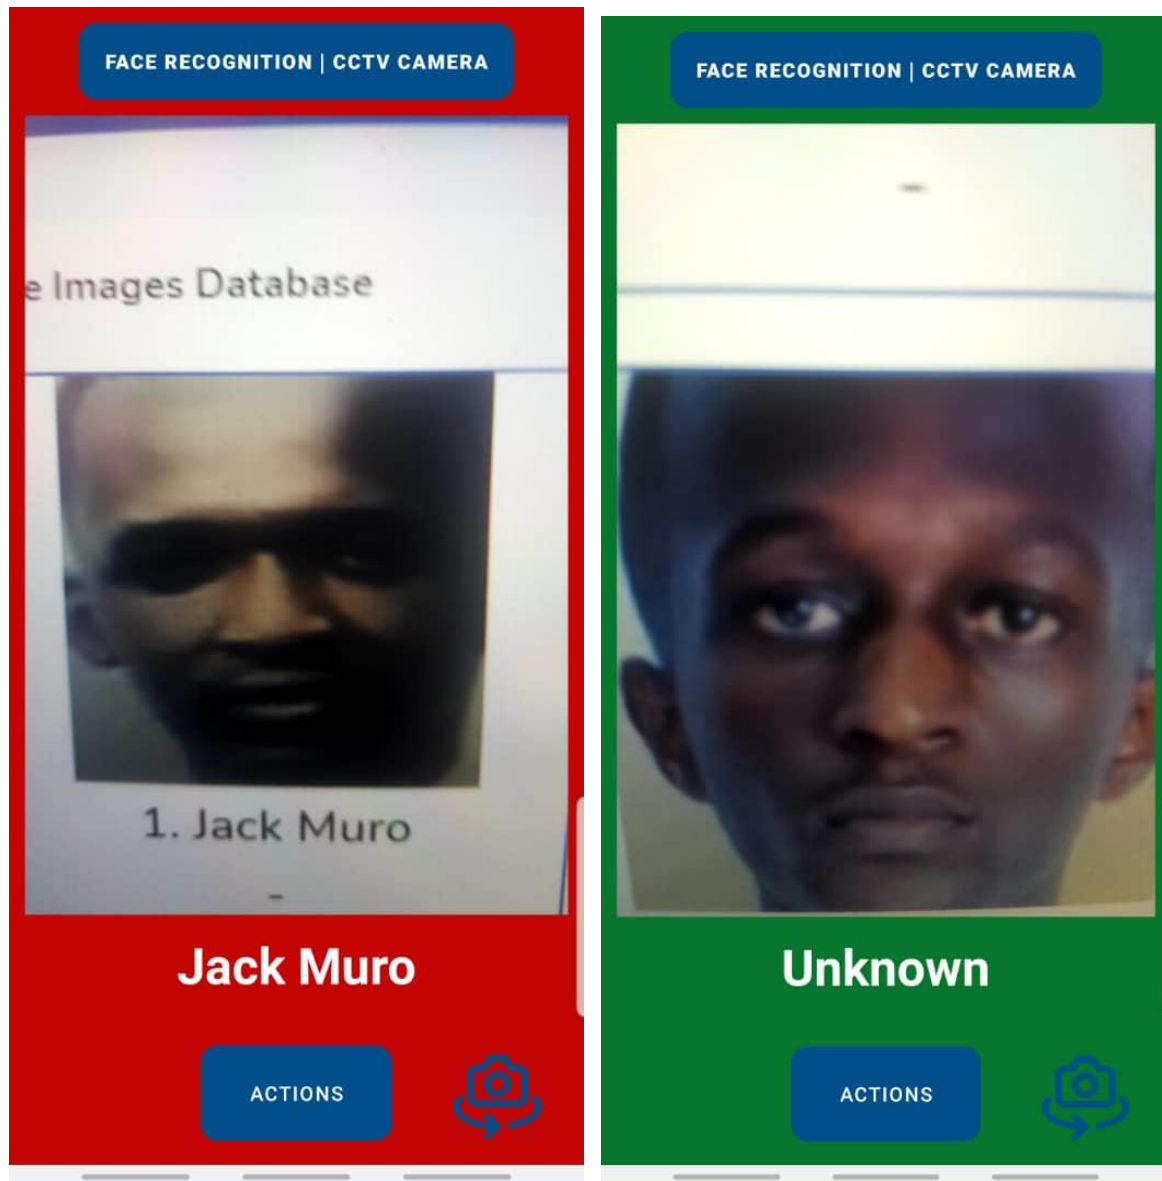 FACE RECOGNITION | CCTV CAMERA
e Images Database
1. Jack Muro
-
Jack Muro
ACTIONS
FACE RECOGNITION | CCTV CAMERA
-
Unknown
ACTIONS